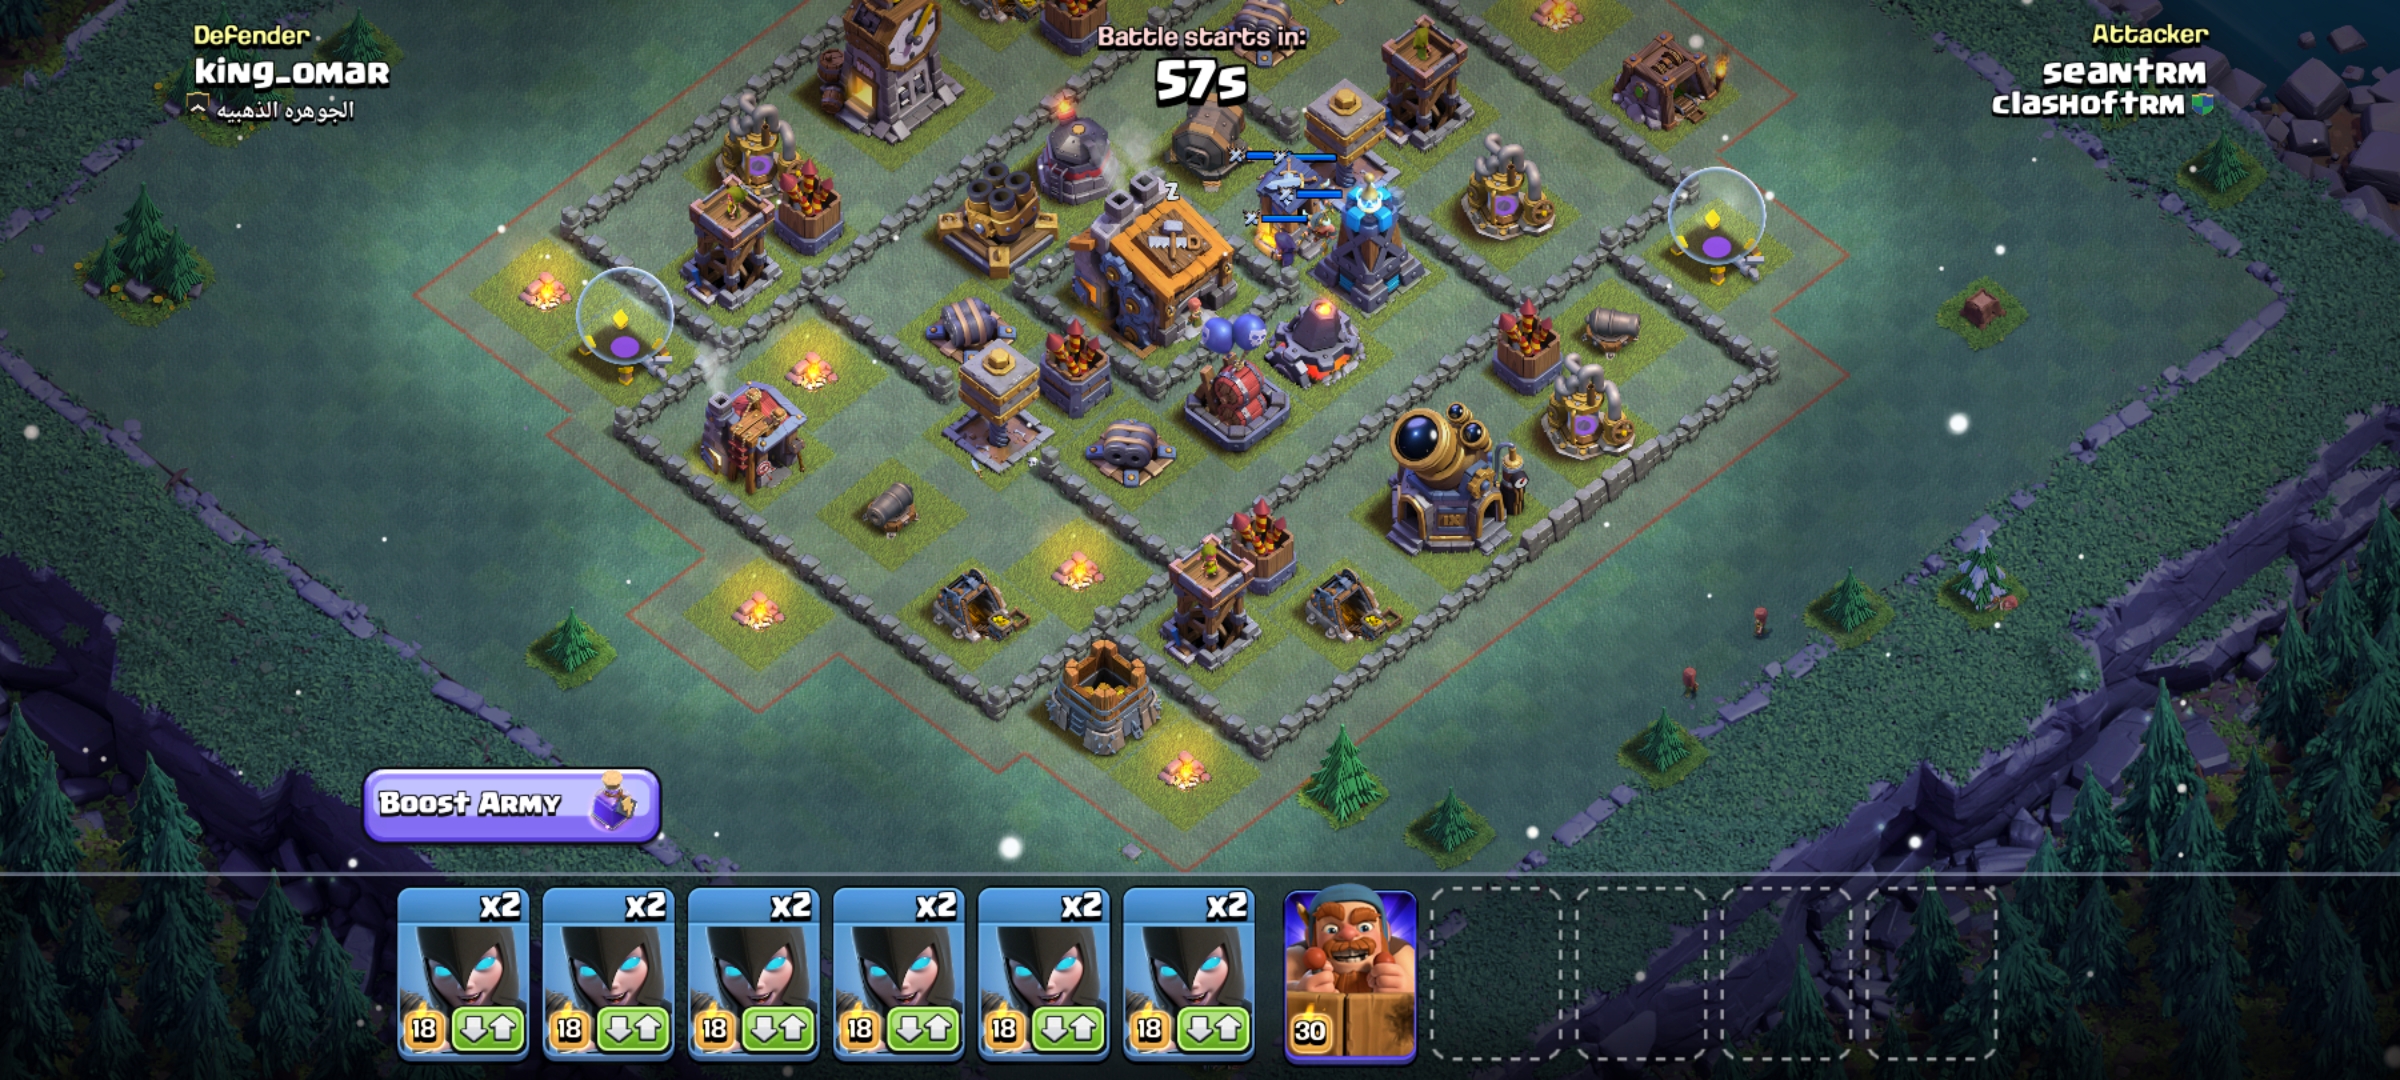 Defender
king_omar
الجوهره الذهبيه
Battle starts in:
57s
Attacker
seantRM
clashoftRM
Z
IX
Boost Army
x2
x2
x2
x2
x2
x2
18
18
18
18
18
18
30